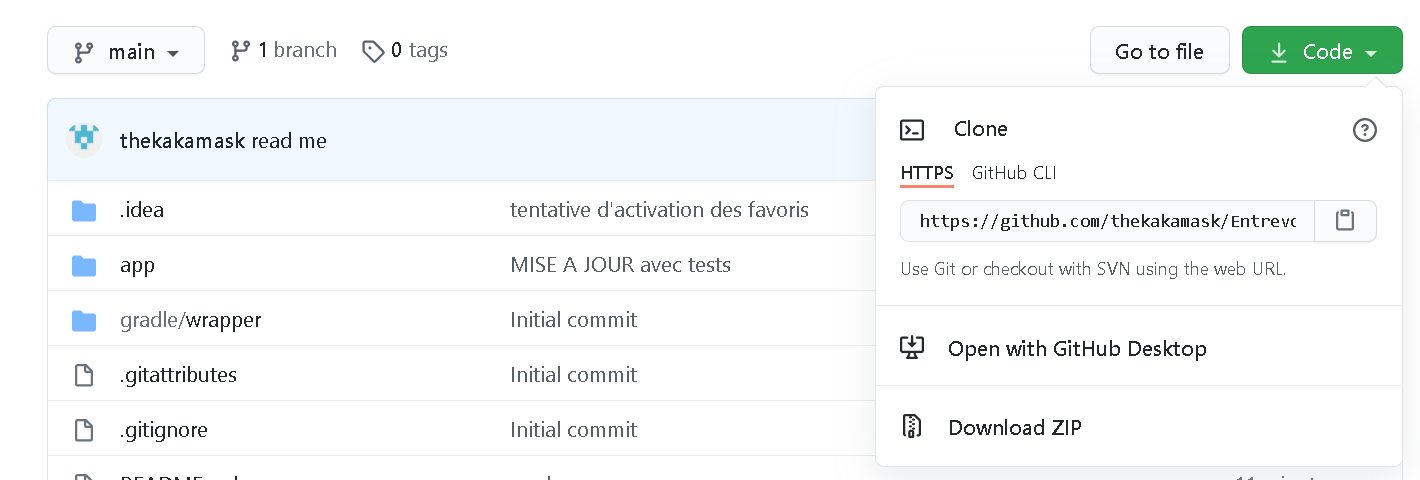 main 1 branch 0 tags Go to file Code
thekakamask read me
Clone
HTTPS GitHub CLI
https://github.com/thekakamask/Entrevo
Use Git or checkout with SVN using the web URL.
Open with GitHub Desktop
Download ZIP
.idea tentative d'activation des favoris
app MISE A JOUR avec tests
gradle/wrapper Initial commit
.gitattributes Initial commit
.gitignore Initial commit